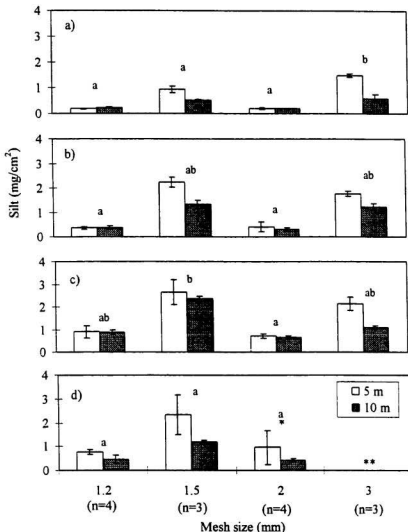 4
a)
3
b
2
a
a
a
1
0
4
b)
3
ab
ab
2
a
a
1
0
Silt (mg/cm²)
4
c)
b
3
ab
ab
2
a
1
0
4
d)
5 m
10 m
3
a
a
2
a
*
1
**
0
1.2 1.5 2 3
(n=4) (n=3) (n=4) (n=3)
Mesh size (mm)